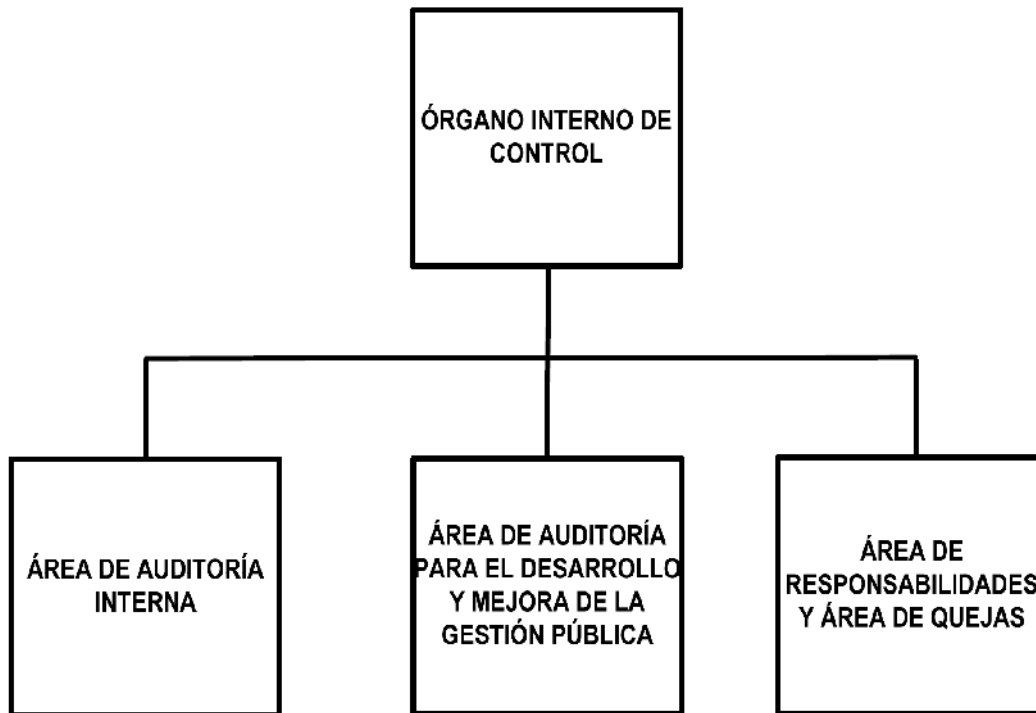 ÓRGANO INTERNO DE
CONTROL
ÁREA DE AUDITORÍA
INTERNA
ÁREA DE AUDITORÍA
PARA EL DESARROLLO
Y MEJORA DE LA
GESTIÓN PÚBLICA
ÁREA DE
RESPONSABILIDADES
Y ÁREA DE QUEJAS